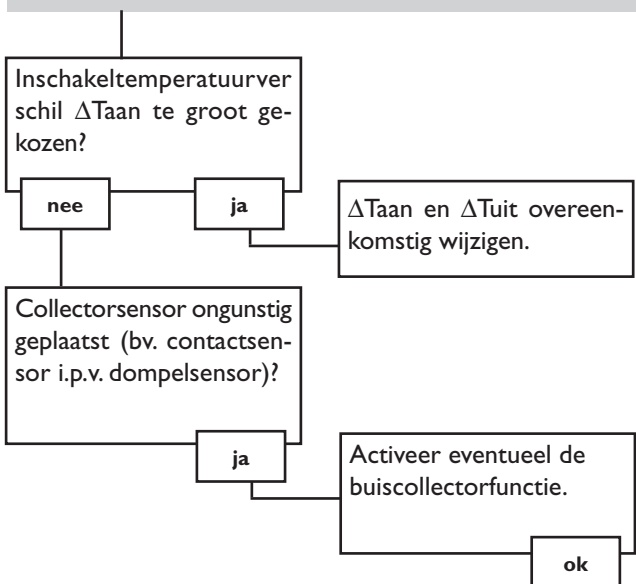 Inschakeltemperatuurver
schil ΔTaan te groot ge-
kozen?
nee
ja
ΔTaan en ΔTuit overeen-
komstig wijzigen.
Collectorsensor ongunstig
geplaatst (bv. contactsen-
sor i.p.v. dompelsensor)?
ja
Activeer eventueel de
buiscollectorfunctie.
ok